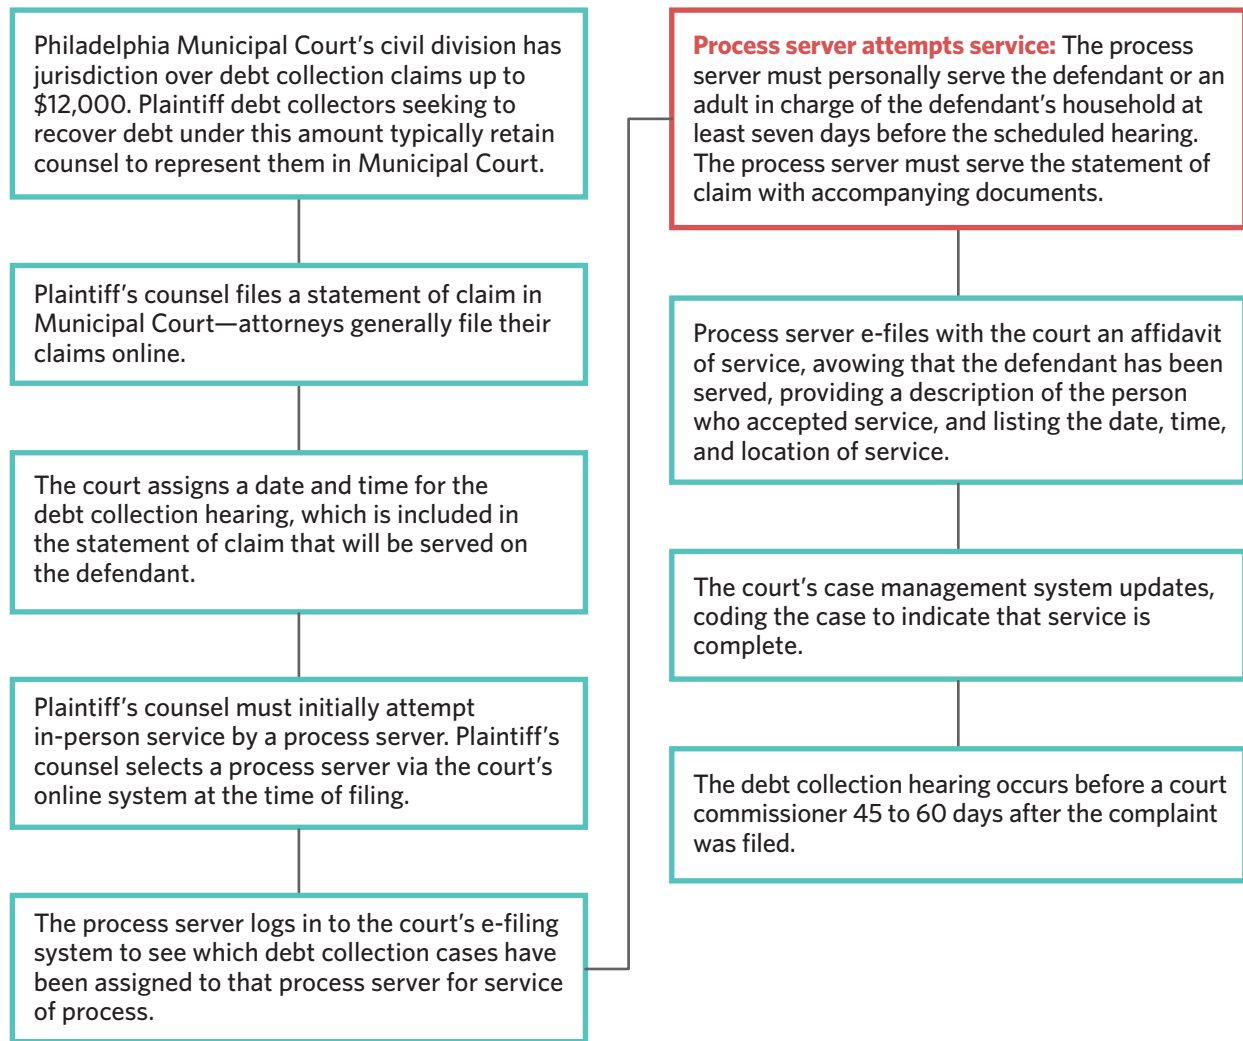 Philadelphia Municipal Court’s civil division has
jurisdiction over debt collection claims up to
$12,000. Plaintiff debt collectors seeking to
recover debt under this amount typically retain
counsel to represent them in Municipal Court.
Plaintiff’s counsel files a statement of claim in
Municipal Court—attorneys generally file their
claims online.
The court assigns a date and time for the
debt collection hearing, which is included in
the statement of claim that will be served on
the defendant.
Plaintiff’s counsel must initially attempt
in-person service by a process server. Plaintiff’s
counsel selects a process server via the court’s
online system at the time of filing.
The process server logs in to the court’s e-filing
system to see which debt collection cases have
been assigned to that process server for service
of process.
Process server attempts service: The process
server must personally serve the defendant or an
adult in charge of the defendant’s household at
least seven days before the scheduled hearing.
The process server must serve the statement of
claim with accompanying documents.
Process server e-files with the court an affidavit
of service, avowing that the defendant has been
served, providing a description of the person
who accepted service, and listing the date, time,
and location of service.
The court’s case management system updates,
coding the case to indicate that service is
complete.
The debt collection hearing occurs before a court
commissioner 45 to 60 days after the complaint
was filed.